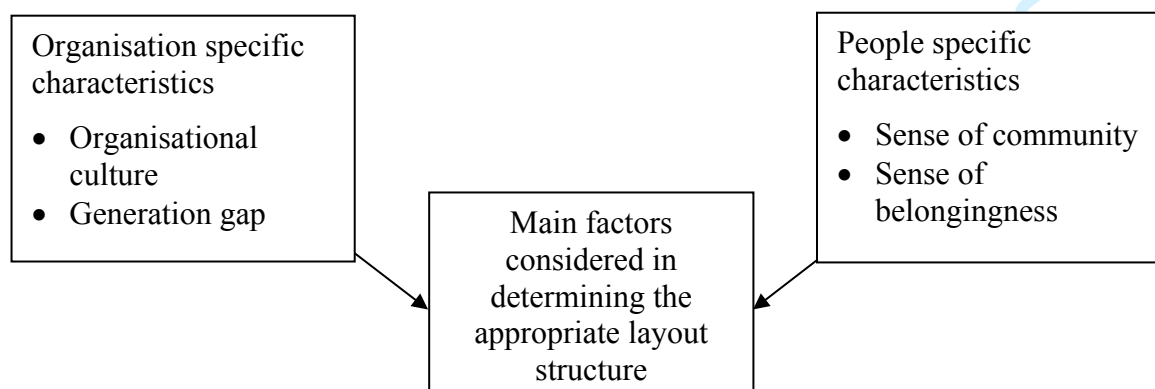 Organisation specific
characteristics
• Organisational
culture
• Generation gap
People specific
characteristics
• Sense of community
• Sense of
belongingness
Main factors
considered in
determining the
appropriate layout
structure